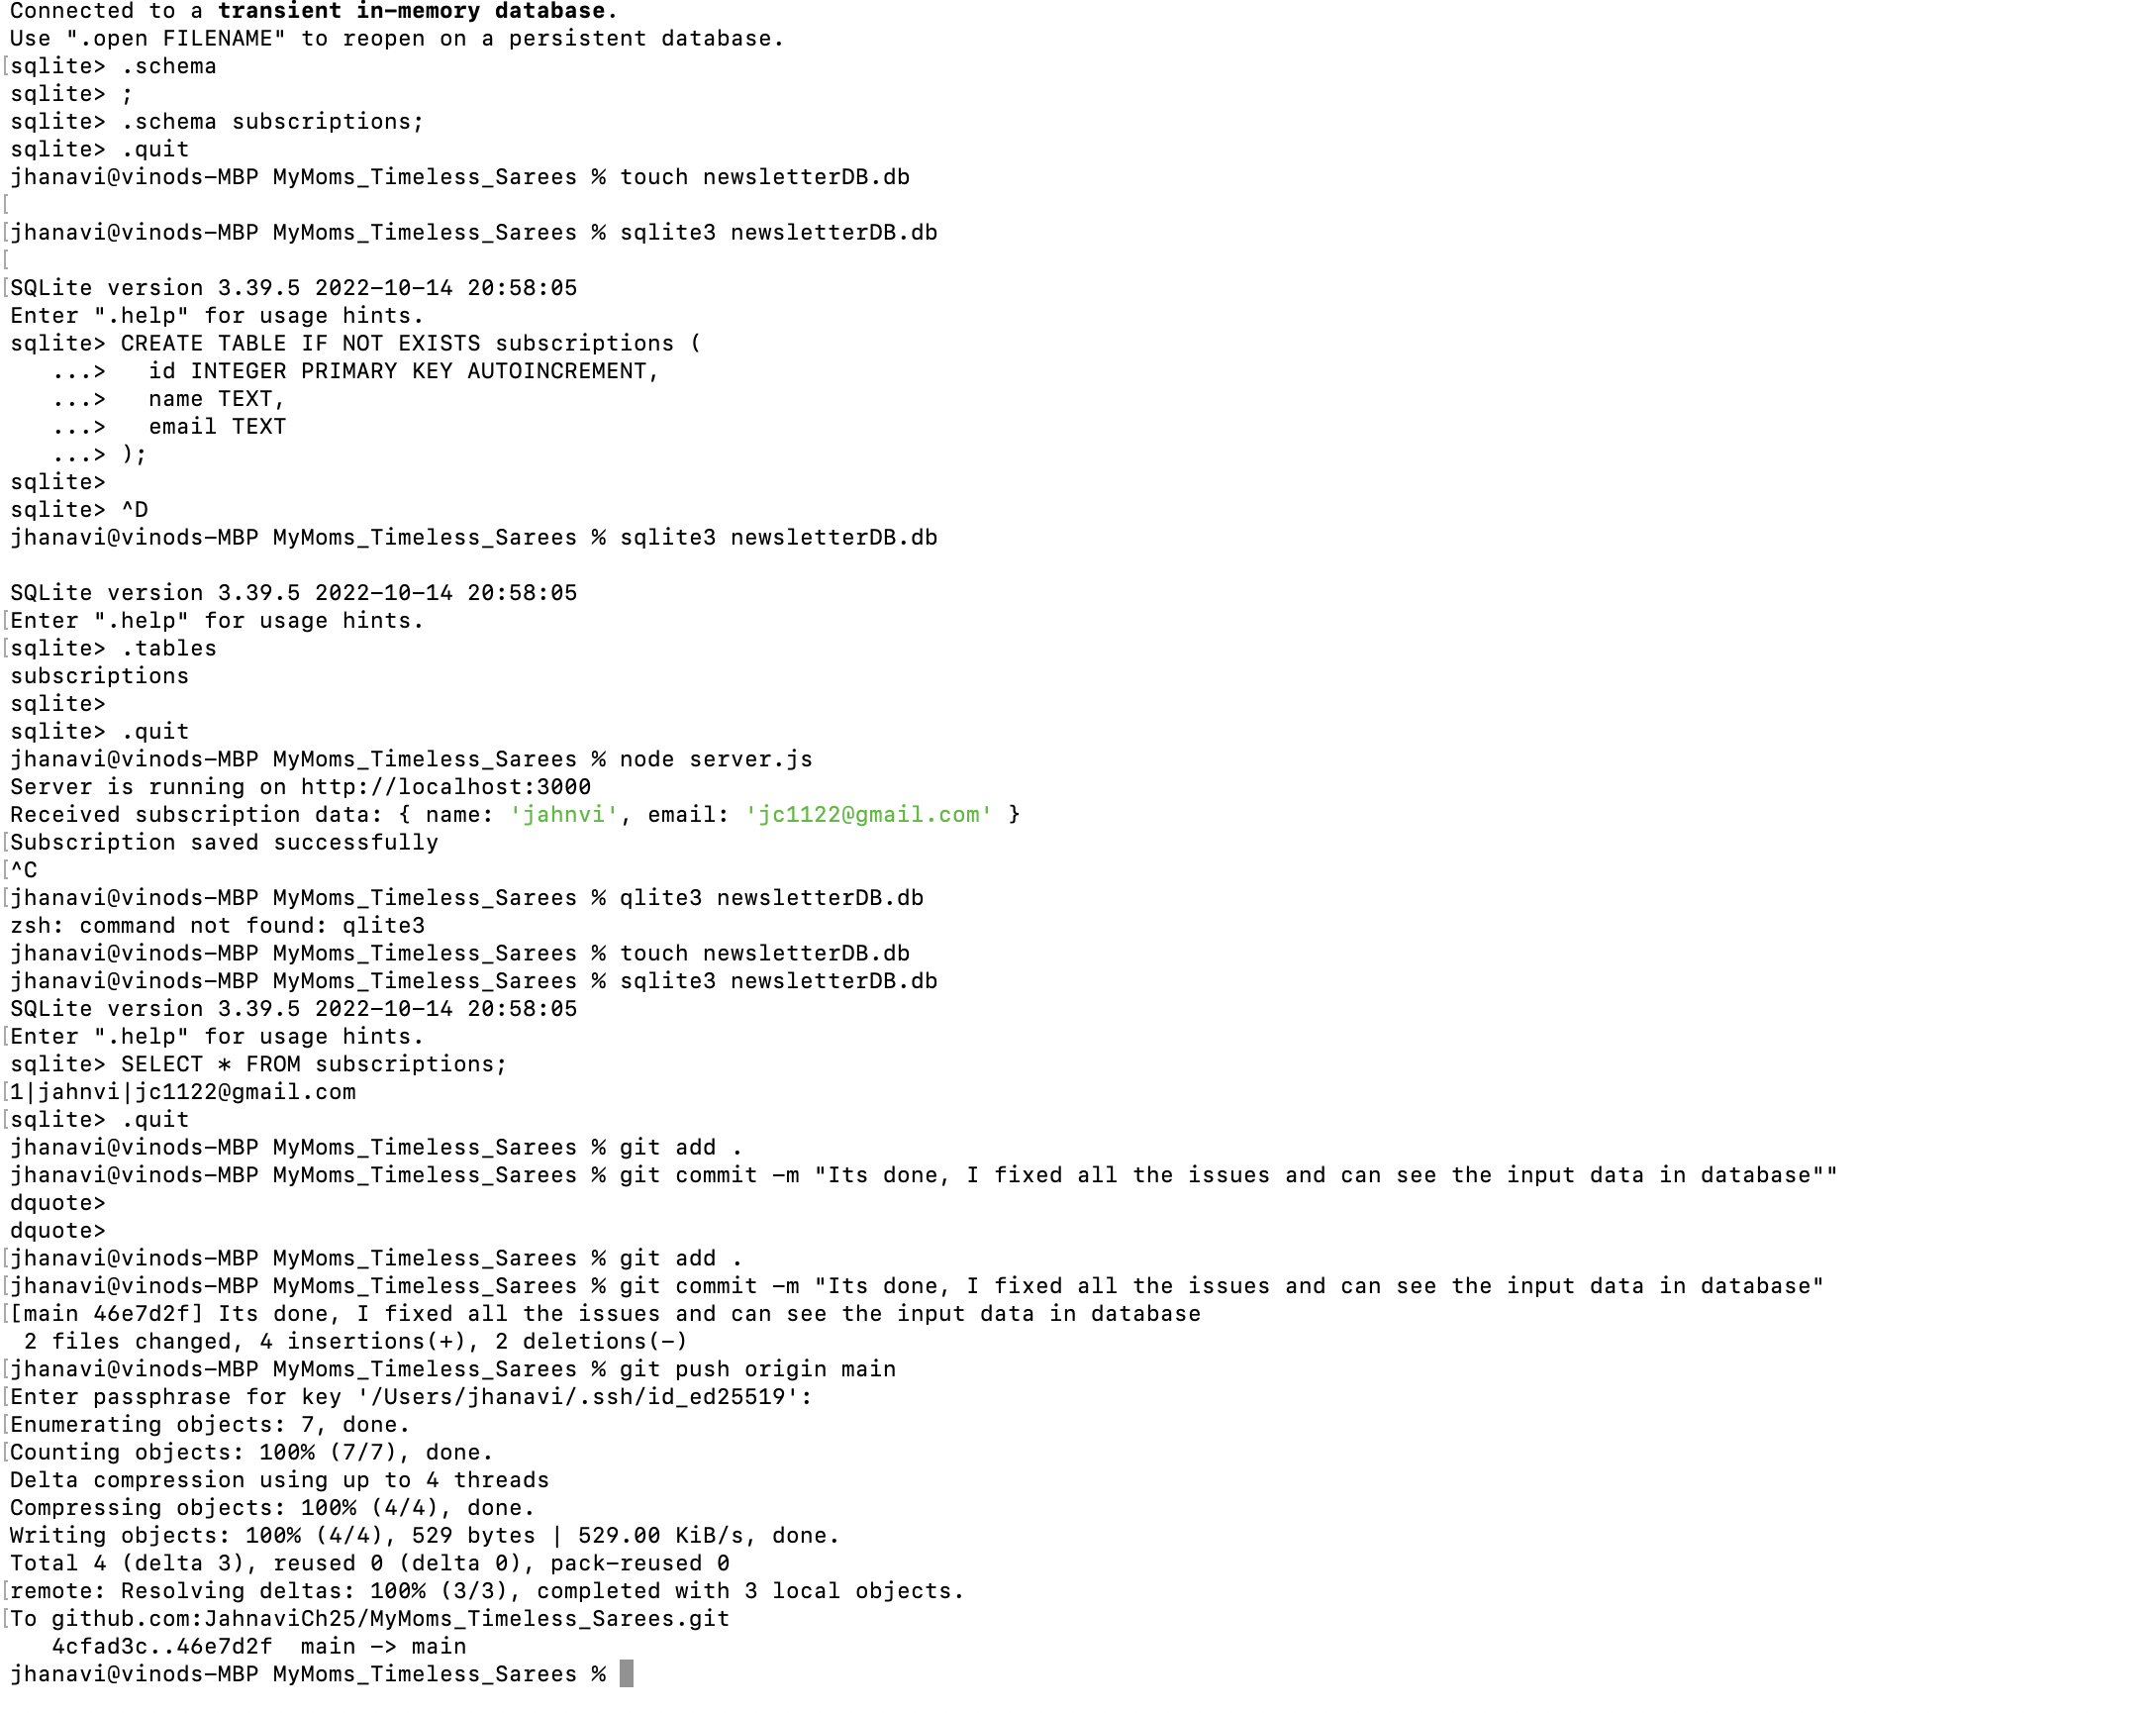 Connected to a transient in-memory database.
Use ".open FILENAME" to reopen on a persistent database.
[sqlite> .schema
sqlite> ;
sqlite> .schema subscriptions;
sqlite> .quit
jhanavi@vinods-MBP MyMoms_Timeless_Sarees % touch newsletterDB.db
[
[jhanavi@vinods-MBP MyMoms_Timeless_Sarees % sqlite3 newsletterDB.db
[
[SQLite version 3.39.5 2022-10-14 20:58:05
Enter ".help" for usage hints.
sqlite> CREATE TABLE IF NOT EXISTS subscriptions (
   ...>   id INTEGER PRIMARY KEY AUTOINCREMENT,
   ...>   name TEXT,
   ...>   email TEXT
   ...> );
sqlite>
sqlite> ^D
jhanavi@vinods-MBP MyMoms_Timeless_Sarees % sqlite3 newsletterDB.db
SQLite version 3.39.5 2022-10-14 20:58:05
[Enter ".help" for usage hints.
[sqlite> .tables
subscriptions
sqlite>
sqlite> .quit
jhanavi@vinods-MBP MyMoms_Timeless_Sarees % node server.js
Server is running on http://localhost:3000
Received subscription data: { name: 'jahnvi', email: 'jc1122@gmail.com' }
[Subscription saved successfully
[^C
[jhanavi@vinods-MBP MyMoms_Timeless_Sarees % qlite3 newsletterDB.db
zsh: command not found: qlite3
jhanavi@vinods-MBP MyMoms_Timeless_Sarees % touch newsletterDB.db
jhanavi@vinods-MBP MyMoms_Timeless_Sarees % sqlite3 newsletterDB.db
SQLite version 3.39.5 2022-10-14 20:58:05
[Enter ".help" for usage hints.
sqlite> SELECT * FROM subscriptions;
[1|jahnvi|jc1122@gmail.com
[sqlite> .quit
jhanavi@vinods-MBP MyMoms_Timeless_Sarees % git add .
jhanavi@vinods-MBP MyMoms_Timeless_Sarees % git commit -m "Its done, I fixed all the issues and can see the input data in database""
dquote>
dquote>
[jhanavi@vinods-MBP MyMoms_Timeless_Sarees % git add .
[jhanavi@vinods-MBP MyMoms_Timeless_Sarees % git commit -m "Its done, I fixed all the issues and can see the input data in database"
[[main 46e7d2f] Its done, I fixed all the issues and can see the input data in database
 2 files changed, 4 insertions(+), 2 deletions(-)
[jhanavi@vinods-MBP MyMoms_Timeless_Sarees % git push origin main
[Enter passphrase for key '/Users/jhanavi/.ssh/id_ed25519':
[Enumerating objects: 7, done.
[Counting objects: 100% (7/7), done.
Delta compression using up to 4 threads
Compressing objects: 100% (4/4), done.
Writing objects: 100% (4/4), 529 bytes | 529.00 KiB/s, done.
Total 4 (delta 3), reused 0 (delta 0), pack-reused 0
[remote: Resolving deltas: 100% (3/3), completed with 3 local objects.
[To github.com:JahnaviCh25/MyMoms_Timeless_Sarees.git
   4cfad3c..46e7d2f  main -> main
jhanavi@vinods-MBP MyMoms_Timeless_Sarees %